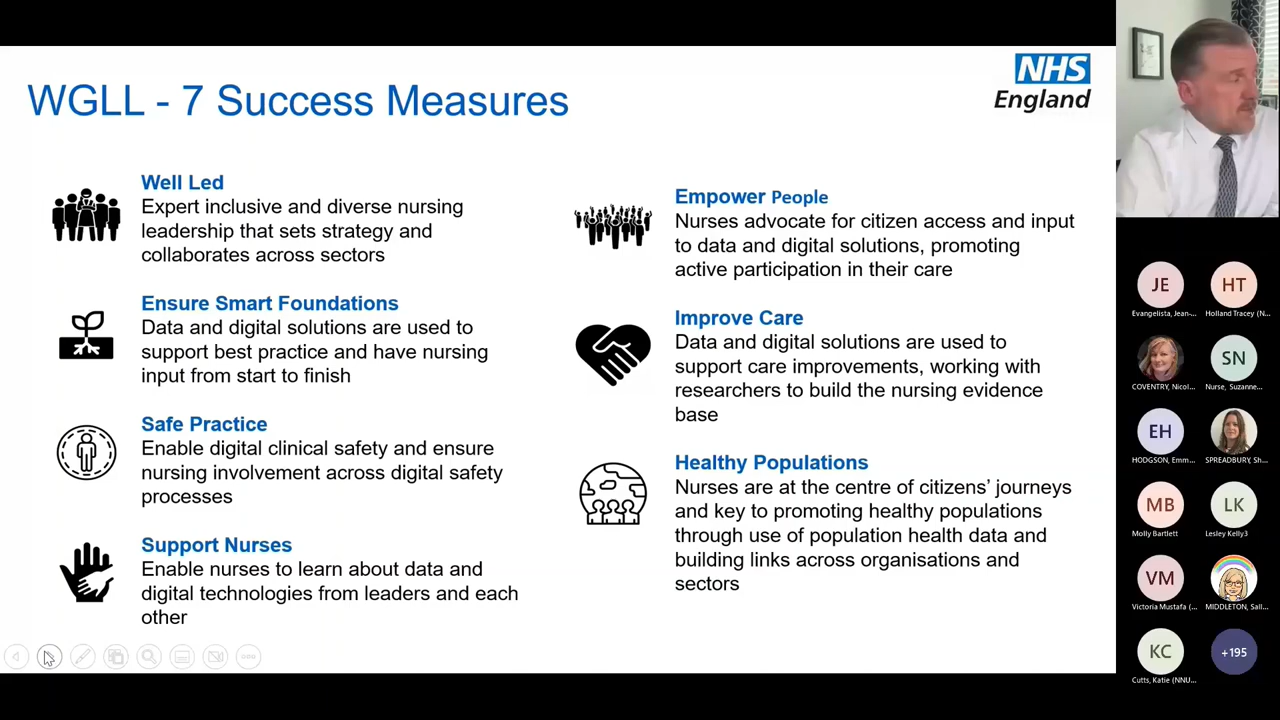 WGLL - 7 Success Measures
NHS
England
Well Led
Expert inclusive and diverse nursing
leadership that sets strategy and
collaborates across sectors
Ensure Smart Foundations
Data and digital solutions are used to
support best practice and have nursing
input from start to finish
Safe Practice
Enable digital clinical safety and ensure
nursing involvement across digital safety
processes
Support Nurses
Enable nurses to learn about data and
digital technologies from leaders and each
other
Empower People
Nurses advocate for citizen access and input
to data and digital solutions, promoting
active participation in their care
Improve Care
Data and digital solutions are used to
support care improvements, working with
researchers to build the nursing evidence
base
Healthy Populations
Nurses are at the centre of citizens’ journeys
and key to promoting healthy populations
through use of population health data and
building links across organisations and
sectors
JE
HT
Evangelista, Jean-...
Holland Tracey (N...
SN
COVENTRY, Nicol...
Nurse, Suzanne...
EH
HODGSON, Emm...
SPREADBURY, Sh...
MB
LK
Molly Bartlett
Lesley Kelly3
VM
Victoria Mustafa (...
MIDDLETON, Sall...
KC
+195
Cutts, Katie (NNU...